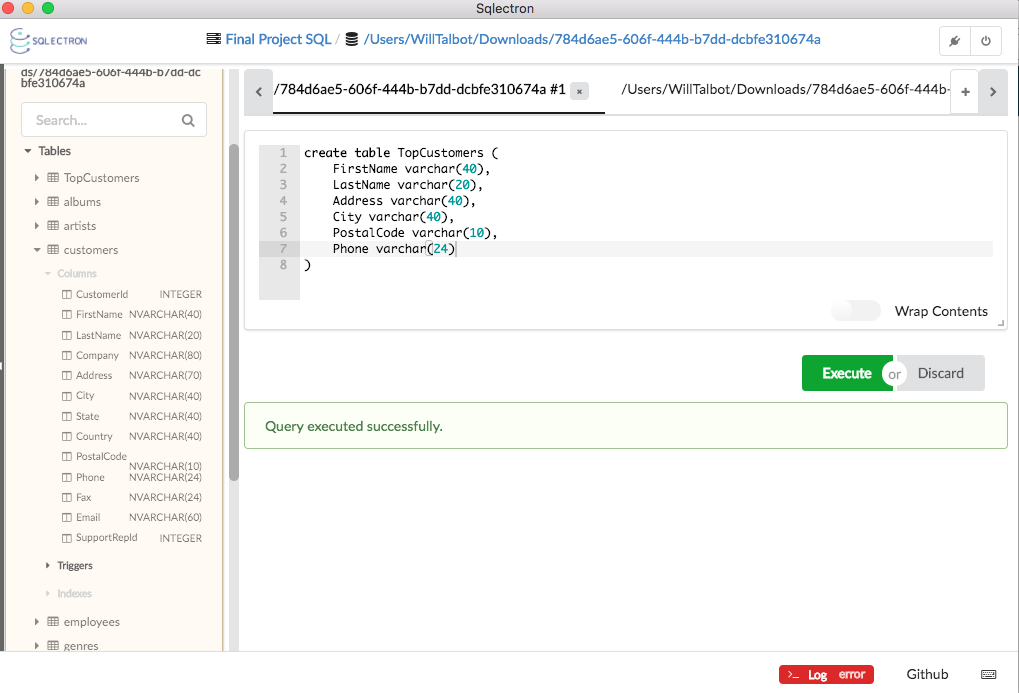 Sqlectron
SQLECTRON
Final Project SQL / /Users/WillTalbot/Downloads/784d6ae5-606f-444b-b7dd-dcbfe310674a
ds/784d6ae5-606f-444b-b7dd-dc
bfe310674a
/784d6ae5-606f-444b-b7dd-dcbfe310674a #1 ×
/Users/WillTalbot/Downloads/784d6ae5-606f-444b-
+
Search...
Tables
TopCustomers
albums
artists
customers
Columns
CustomerId INTEGER
FirstName NVARCHAR(40)
LastName NVARCHAR(20)
Company NVARCHAR(80)
Address NVARCHAR(70)
City NVARCHAR(40)
State NVARCHAR(40)
Country NVARCHAR(40)
PostalCode NVARCHAR(10)
Phone NVARCHAR(24)
Fax NVARCHAR(24)
Email NVARCHAR(60)
SupportRepId INTEGER
Triggers
Indexes
employees
genres
1 create table TopCustomers (
2 FirstName varchar(40),
3 LastName varchar(20),
4 Address varchar(40),
5 City varchar(40),
6 PostalCode varchar(10),
7 Phone varchar(24)
8 )
Wrap Contents
Execute or Discard
Query executed successfully.
>_ Log error
Github